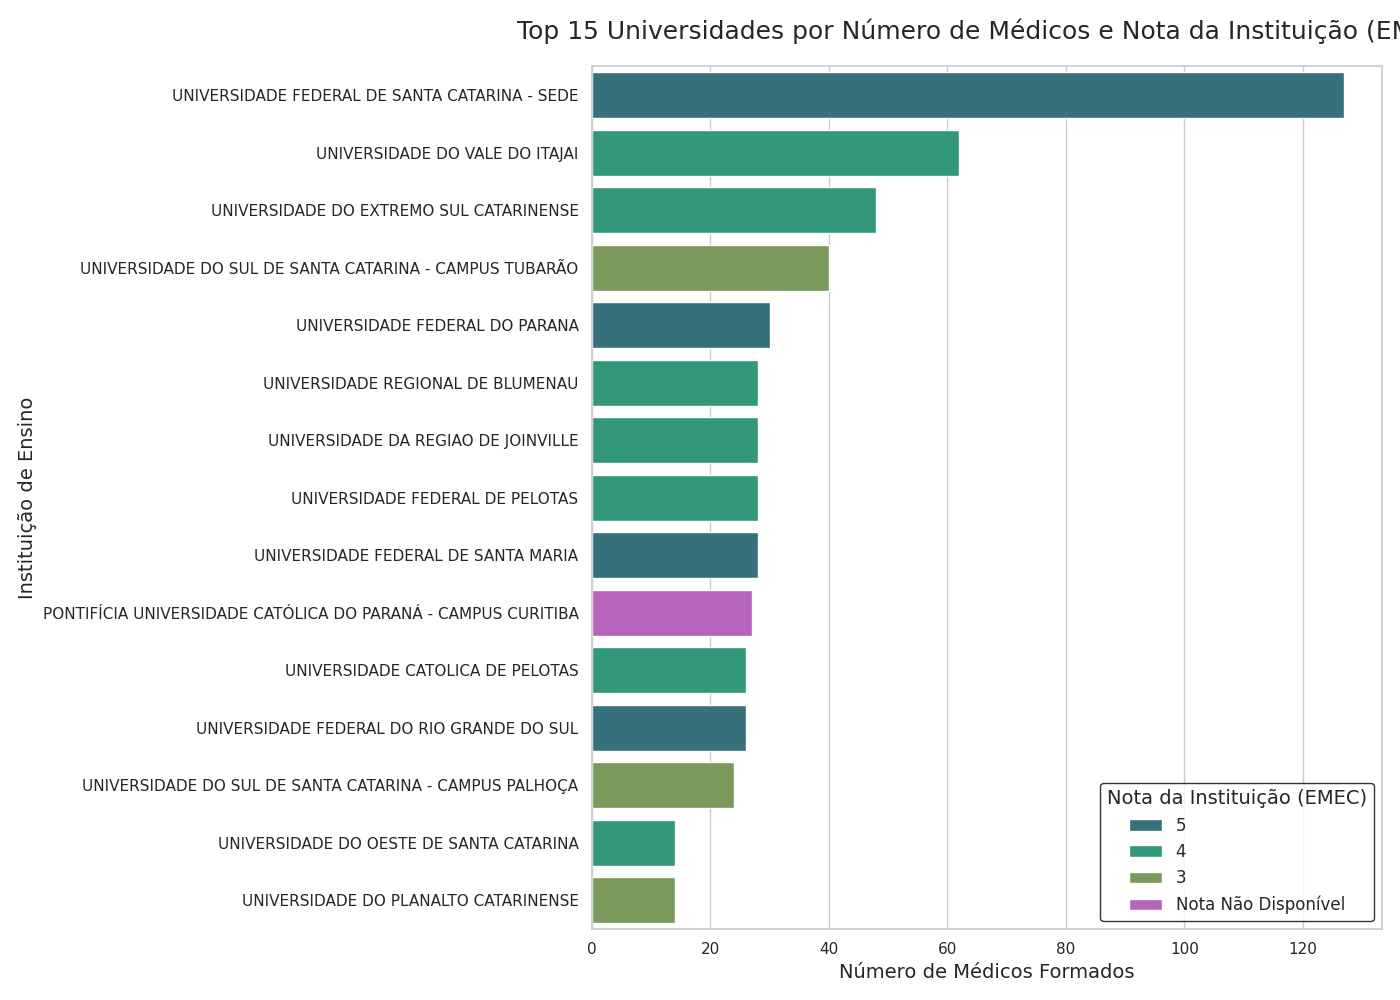 Top 15 Universidades por Número de Médicos e Nota da Instituição (EM
Instituição de Ensino
UNIVERSIDADE FEDERAL DE SANTA CATARINA - SEDE
UNIVERSIDADE DO VALE DO ITAJAI
UNIVERSIDADE DO EXTREMO SUL CATARINENSE
UNIVERSIDADE DO SUL DE SANTA CATARINA - CAMPUS TUBARÃO
UNIVERSIDADE FEDERAL DO PARANA
UNIVERSIDADE REGIONAL DE BLUMENAU
UNIVERSIDADE DA REGIAO DE JOINVILLE
UNIVERSIDADE FEDERAL DE PELOTAS
UNIVERSIDADE FEDERAL DE SANTA MARIA
PONTIFÍCIA UNIVERSIDADE CATÓLICA DO PARANÁ - CAMPUS CURITIBA
UNIVERSIDADE CATOLICA DE PELOTAS
UNIVERSIDADE FEDERAL DO RIO GRANDE DO SUL
UNIVERSIDADE DO SUL DE SANTA CATARINA - CAMPUS PALHOÇA
UNIVERSIDADE DO OESTE DE SANTA CATARINA
UNIVERSIDADE DO PLANALTO CATARINENSE
Nota da Instituição (EMEC)
5
4
3
Nota Não Disponível
0 20 40 60 80 100 120
Número de Médicos Formados